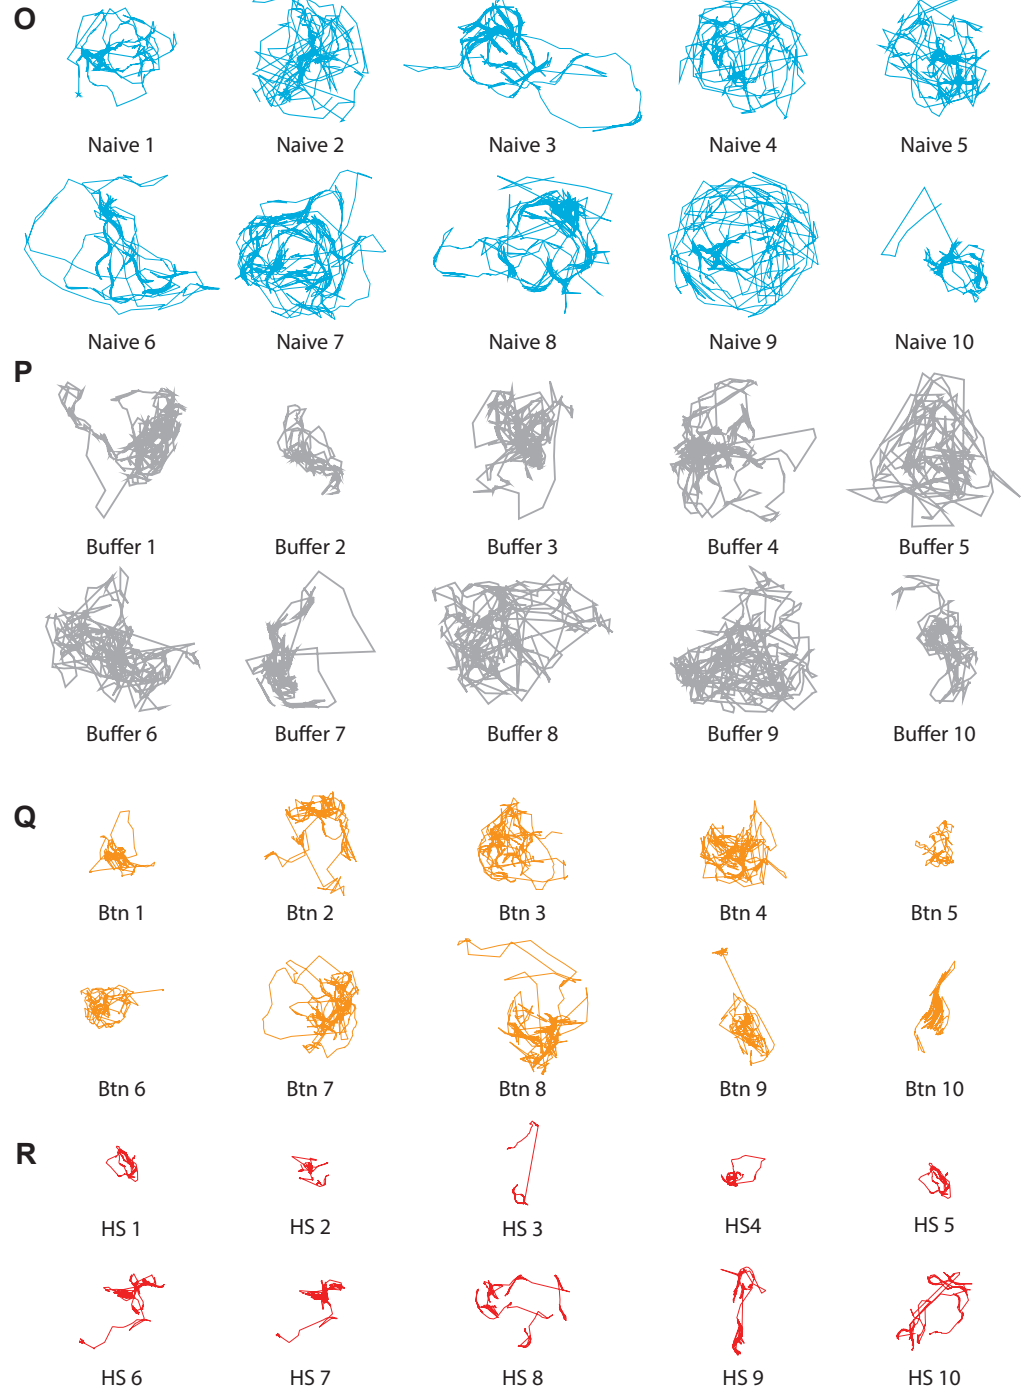 O
Naive 1 Naive 2 Naive 3 Naive 4 Naive 5
Naive 6 Naive 7 Naive 8 Naive 9 Naive 10
P
Buffer 1 Buffer 2 Buffer 3 Buffer 4 Buffer 5
Buffer 6 Buffer 7 Buffer 8 Buffer 9 Buffer 10
Q
Btn 1 Btn 2 Btn 3 Btn 4 Btn 5
Btn 6 Btn 7 Btn 8 Btn 9 Btn 10
R
HS 1 HS 2 HS 3 HS4 HS 5
HS 6 HS 7 HS 8 HS 9 HS 10